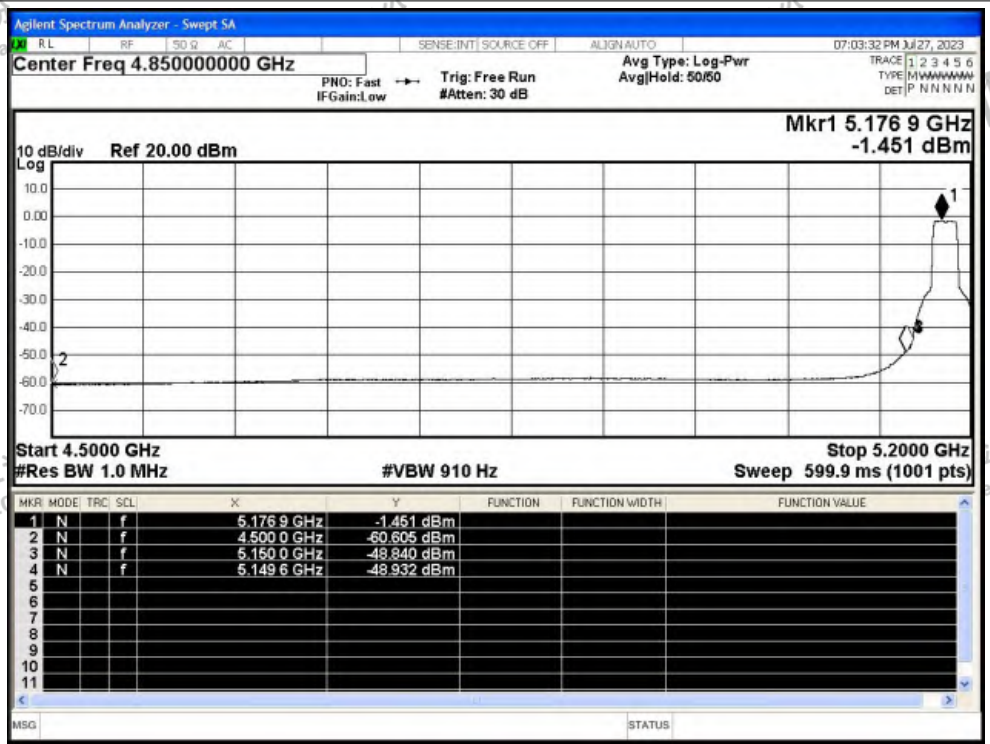 Agilent Spectrum Analyzer - Swept SA
RL RF 50 Ω AC SENSE:INT SOURCE OFF ALIGN AUTO 07:03:32 PM Jul 27, 2023
Center Freq 4.850000000 GHz
PNO: Fast
IFGain:Low
Trig: Free Run
#Atten: 30 dB
Avg Type: Log-Pwr
Avg|Hold: 50/50
TRACE 1 2 3 4 5 6
TYPE MWWWWW
DET P N N N N N
Mkr1 5.176 9 GHz
-1.451 dBm
10 dB/div Ref 20.00 dBm
Log
10.0
0.00
-10.0
-20.0
-30.0
-40.0
-50.0
-60.0
-70.0
1
2
Start 4.5000 GHz Stop 5.2000 GHz
#Res BW 1.0 MHz #VBW 910 Hz Sweep 599.9 ms (1001 pts)
MKR MODE TRC SCL X Y FUNCTION FUNCTION WIDTH FUNCTION VALUE
1 N f 5.176 9 GHz -1.451 dBm
2 N f 4.500 0 GHz -60.605 dBm
3 N f 5.150 0 GHz -48.840 dBm
4 N f 5.149 6 GHz -48.932 dBm
5
6
7
8
9
10
11
MSG STATUS